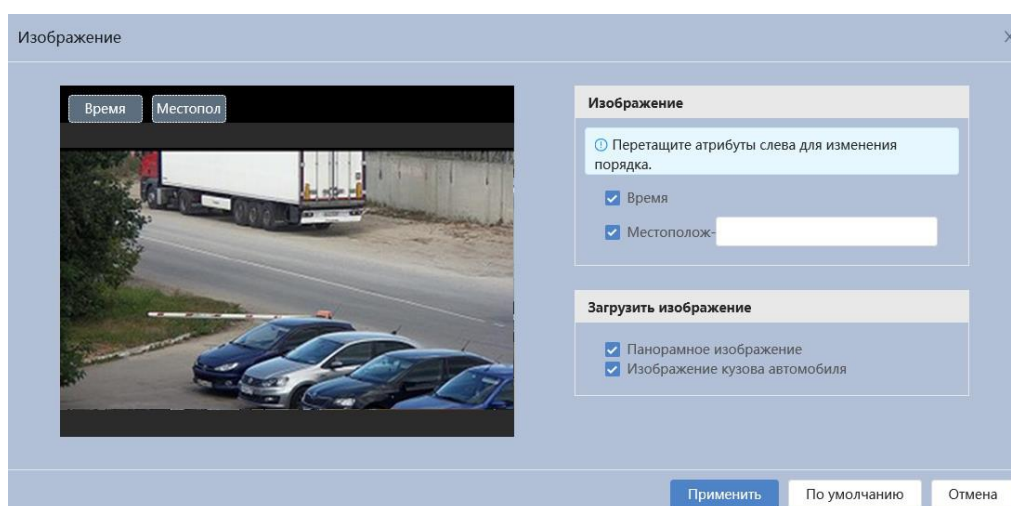 Изображение
Время Местопол
Изображение
Перетащите атрибуты слева для изменения
порядка.
Время
Местополож-
Загрузить изображение
Панорамное изображение
Изображение кузова автомобиля
Применить По умолчанию Отмена